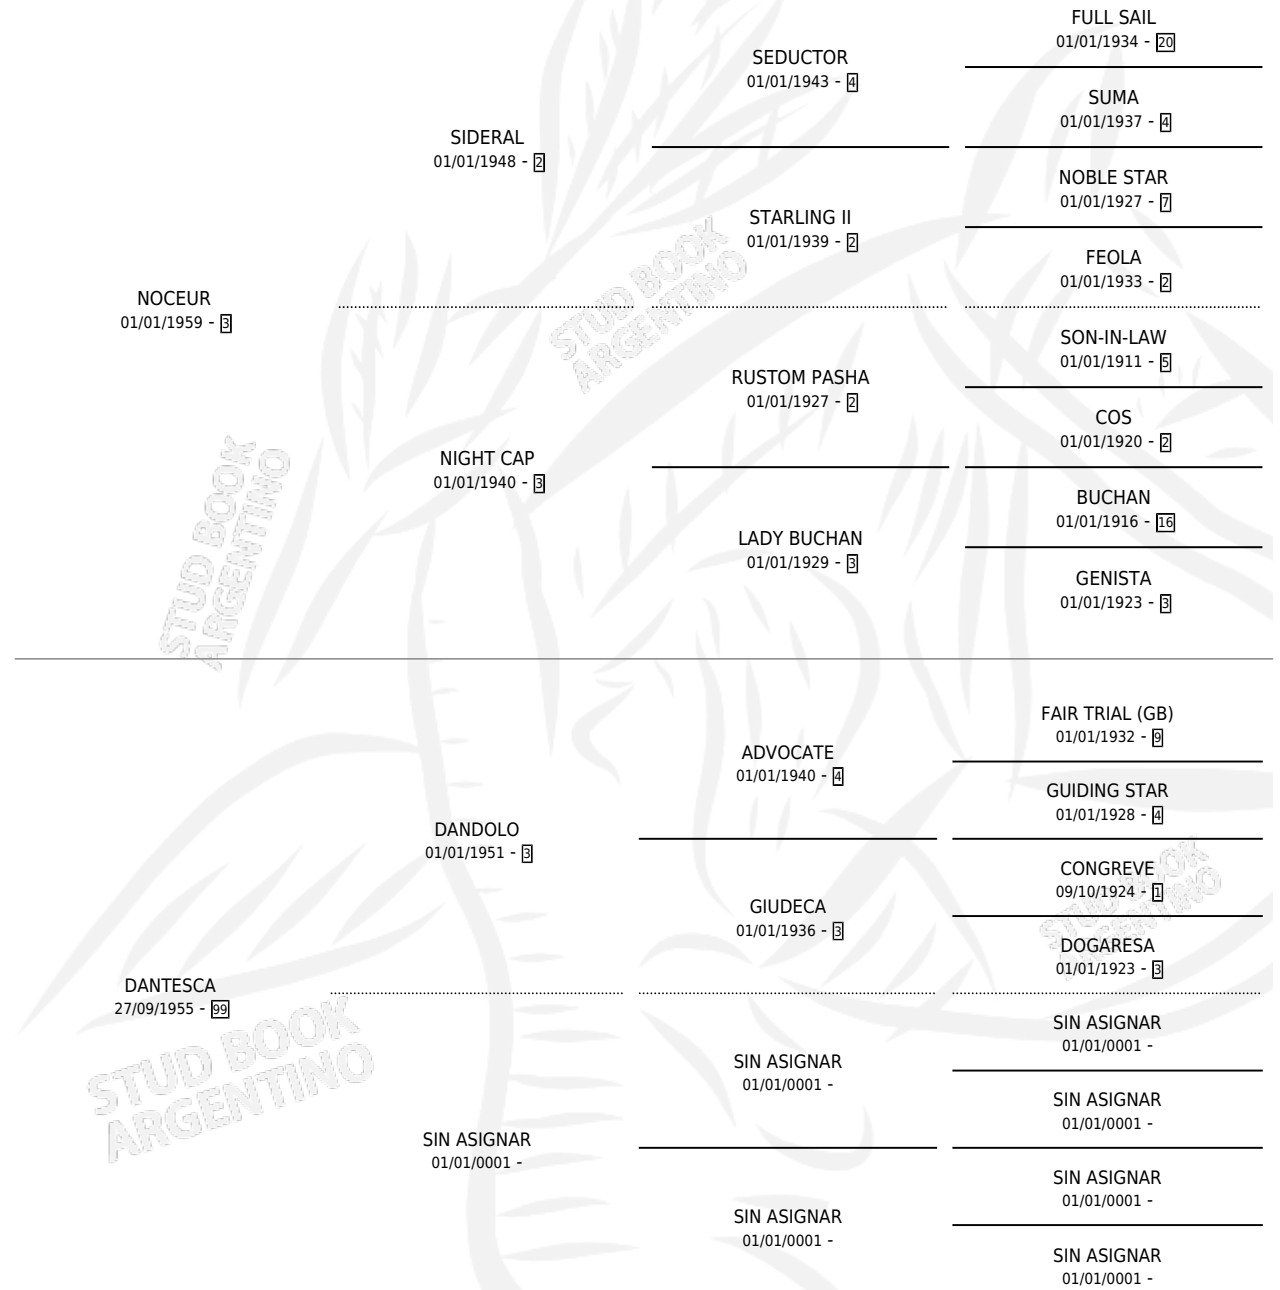 FULL SAIL
01/01/1934 - 20
SEDUCTOR
01/01/1943 - 4
SUMA
01/01/1937 - 4
SIDERAL
01/01/1948 - 2
NOBLE STAR
01/01/1927 - 7
STARLING II
01/01/1939 - 2
FEOLA
01/01/1933 - 2
NOCEUR
01/01/1959 - 3
SON-IN-LAW
01/01/1911 - 5
RUSTOM PASHA
01/01/1927 - 2
COS
01/01/1920 - 2
NIGHT CAP
01/01/1940 - 3
BUCHAN
01/01/1916 - 16
LADY BUCHAN
01/01/1929 - 3
GENISTA
01/01/1923 - 3
FAIR TRIAL (GB)
01/01/1932 - 9
ADVOCATE
01/01/1940 - 4
GUIDING STAR
01/01/1928 - 4
DANDOLO
01/01/1951 - 3
CONGREVE
09/10/1924 - 1
GIUDECA
01/01/1936 - 3
DOGARESA
01/01/1923 - 3
DANTESCA
27/09/1955 - 99
SIN ASIGNAR
01/01/0001 -
SIN ASIGNAR
01/01/0001 -
SIN ASIGNAR
01/01/0001 -
SIN ASIGNAR
01/01/0001 -
SIN ASIGNAR
01/01/0001 -
SIN ASIGNAR
01/01/0001 -
SIN ASIGNAR
01/01/0001 -
STUD BOOK
ARGENTINO
STUD BOOK
ARGENTINO
STUD BOOK
ARGENTINO
STUD BOOK
ARGENTINO